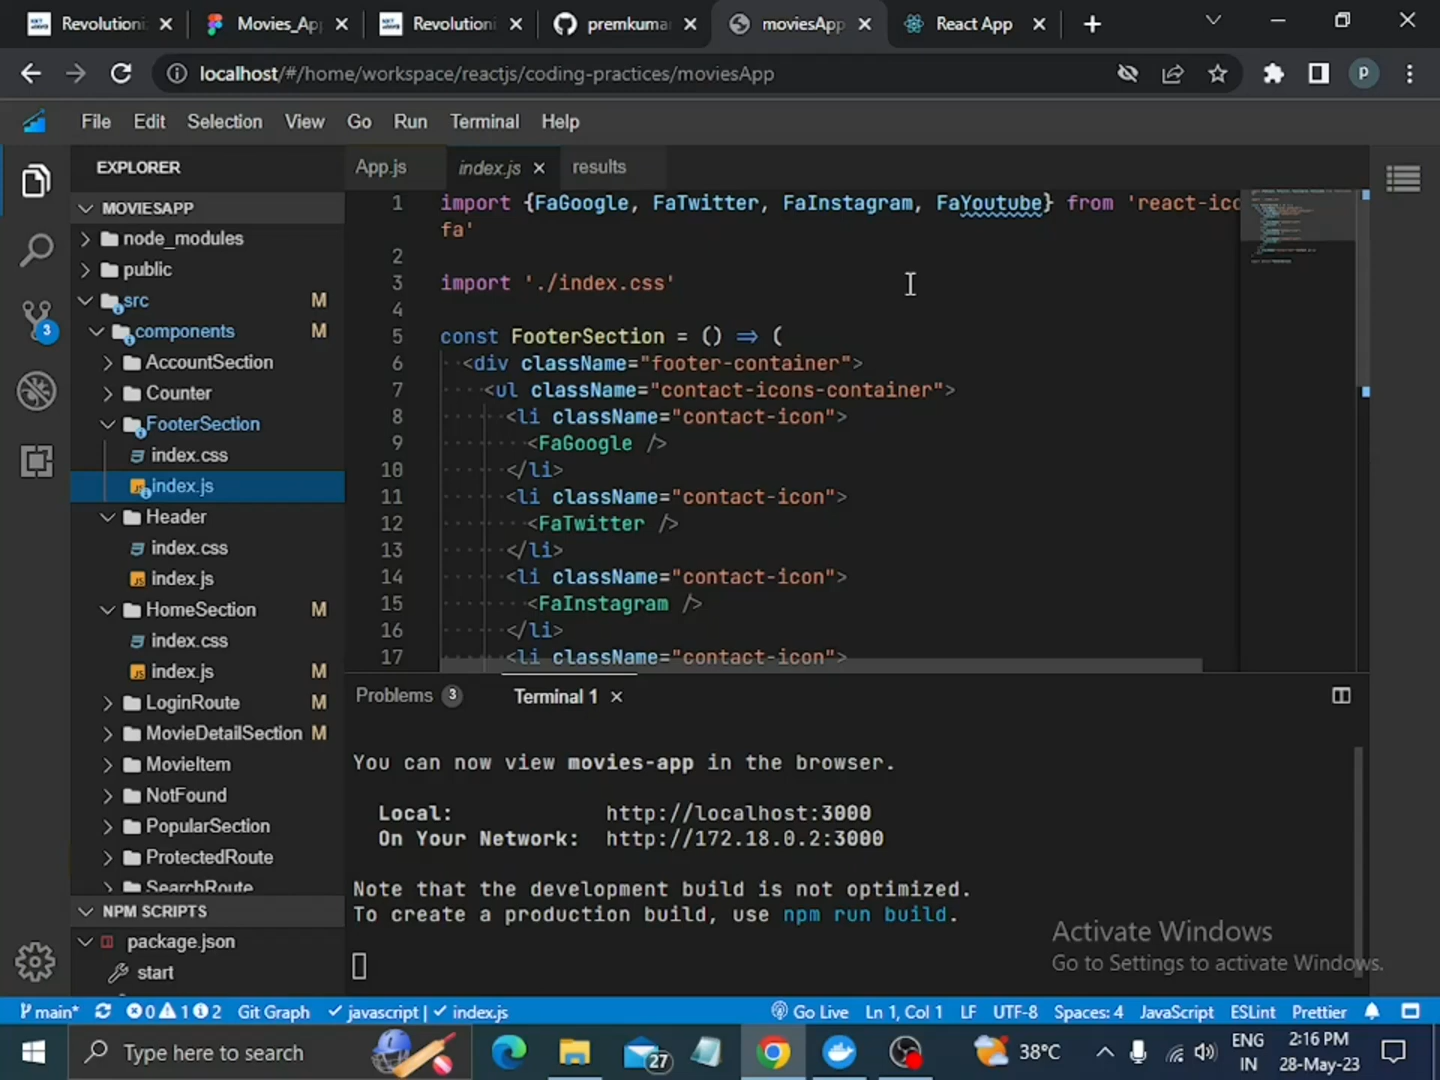 Revolutioni
Movies_Ap
Revolutioni
premkuma
moviesApp
React App
localhost/#/home/workspace/reactjs/coding-practices/moviesApp
p
File Edit Selection View Go Run Terminal Help
EXPLORER
MOVIESAPP
node_modules
public
src M
components M
AccountSection
Counter
FooterSection
index.css
index.js
Header
index.css
index.js
HomeSection M
index.css
index.js M
LoginRoute M
MovieDetailSection M
MovieItem
NotFound
PopularSection
ProtectedRoute
SearchRoute
NPM SCRIPTS
package.json
start
3
App.js index.js results
1 import {FaGoogle, FaTwitter, FaInstagram, FaYoutube} from 'react-ico
fa'
2
3 import './index.css'
4
5 const FooterSection = () => (
6 <div className="footer-container">
7 <ul className="contact-icons-container">
8 <li className="contact-icon">
9 <FaGoogle />
10 </li>
11 <li className="contact-icon">
12 <FaTwitter />
13 </li>
14 <li className="contact-icon">
15 <FaInstagram />
16 </li>
17 <li className="contact-icon">
Problems 3 Terminal 1
You can now view movies-app in the browser.
Local: http://localhost:3000
On Your Network: http://172.18.0.2:3000
Note that the development build is not optimized.
To create a production build, use npm run build.
Activate Windows
Go to Settings to activate Windows.
main* 0 1 2 Git Graph javascript | index.js Go Live Ln 1, Col 1 LF UTF-8 Spaces: 4 JavaScript ESLint Prettier
Type here to search
27
38°C
ENG
IN
2:16 PM
28-May-23